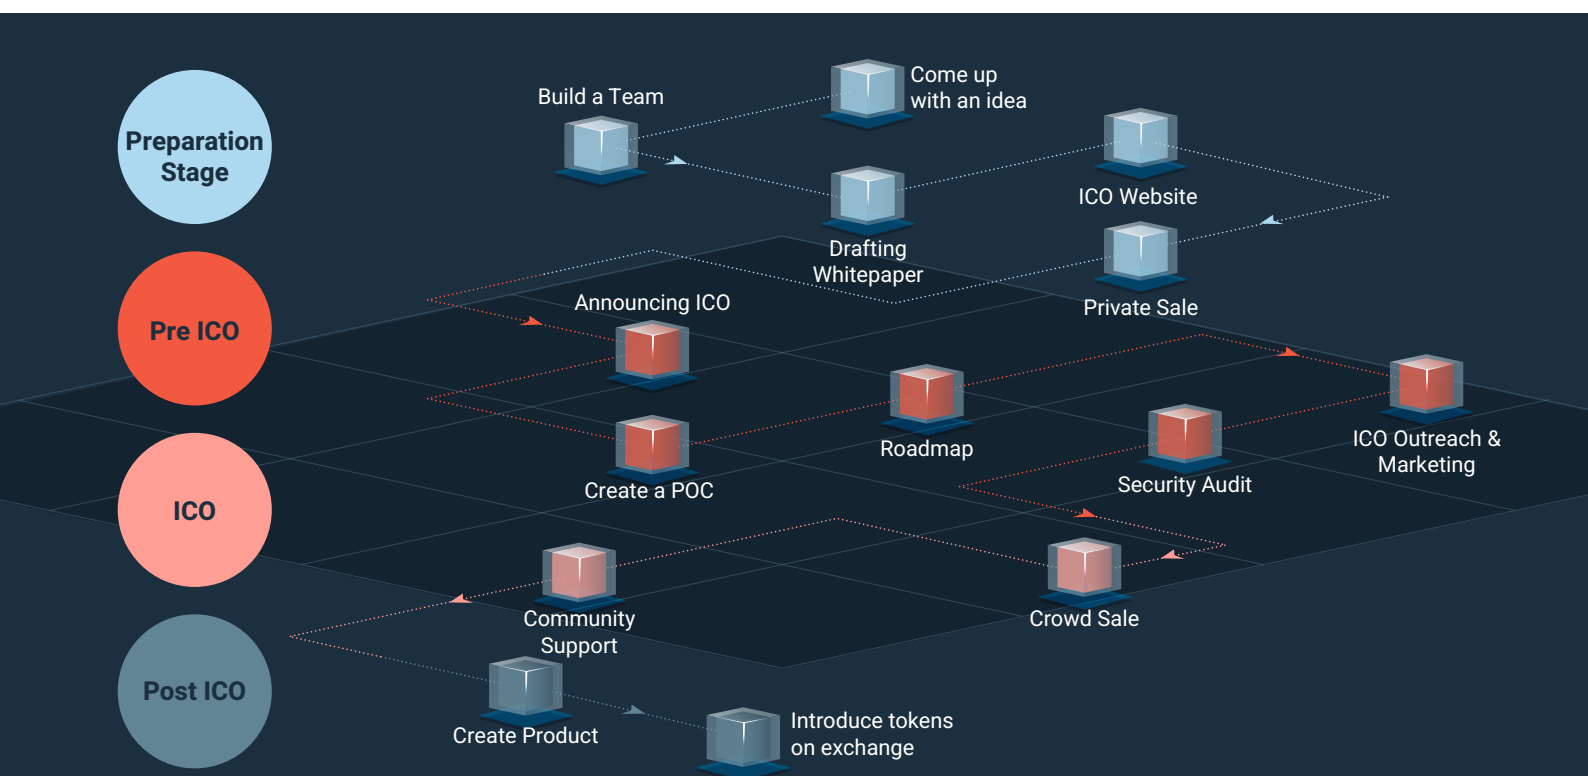 Preparation
Stage
Build a Team
Come up
with an idea
ICO Website
Drafting
Whitepaper
Private Sale
Pre ICO
Announcing ICO
Create a POC
Roadmap
ICO Outreach &
Marketing
Security Audit
ICO
Crowd Sale
Community
Support
Post ICO
Create Product
Introduce tokens
on exchange